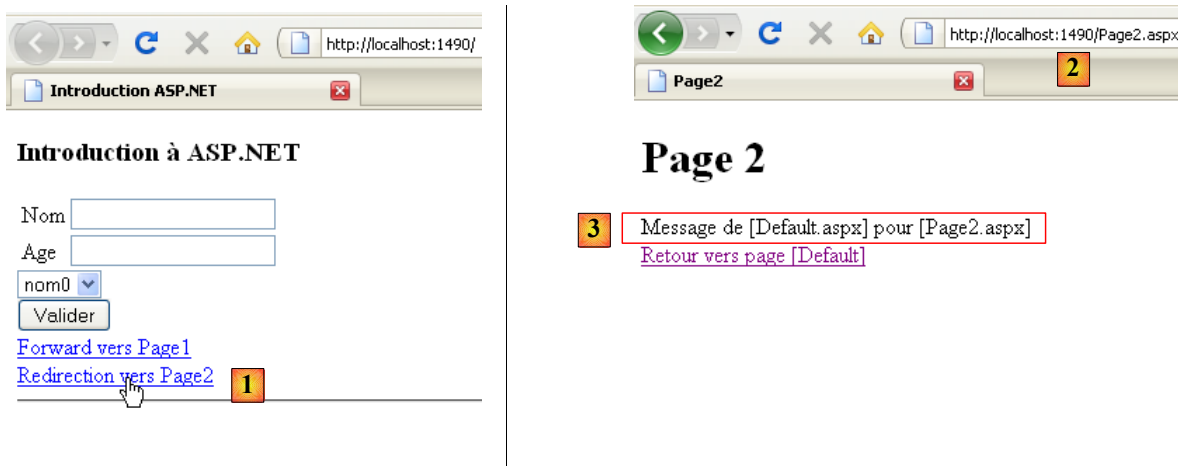 http://localhost:1490/
Introduction ASP.NET
Introduction à ASP.NET
Nom
Age
nom0
Valider
Forward vers Page1
Redirection vers Page2
1
http://localhost:1490/Page2.aspx
2
Page2
Page 2
3
Message de [Default.aspx] pour [Page2.aspx]
Retour vers page [Default]